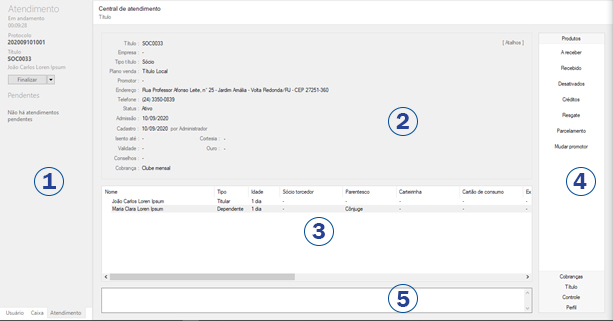 Atendimento
Em andamento
00:09:28
Protocolo
202009101001
Título
SOC0033
João Carlos Loren Ipsum
Finalizar
Pendentes
Não há atendimentos
pendentes
1
Usuário Caixa Atendimento
Central de atendimento
Título
Título : SOC0033 [ Atalhos ]
Empresa : -
Tipo título : Sócio
Plano venda : Título Local
Promotor : -
Endereço : Rua Professor Afonso Leite, n° 25 - Jardim Amália - Volta Redonda/RJ - CEP 27251-360
Telefone : (24) 3350-0839
Status : Ativo
Admissão : 10/09/2020
Cadastro : 10/09/2020 por Administrador
Isento até : - Cortesia : -
Validade : - Ouro : -
Conselhos : -
Cobrança : Clube mensal
2
Nome Tipo Idade Sócio torcedor Parentesco Carteirinha Cartão de consumo Ex
João Carlos Loren Ipsum Titular 1 dia - - - -
Maria Clara Loren Ipsum Dependente 1 dia - Cônjuge - -
3
5
Produtos
A receber
Recebido
Desativados
Créditos
Resgate
Parcelamento
Mudar promotor
4
Cobranças
Título
Controle
Perfil